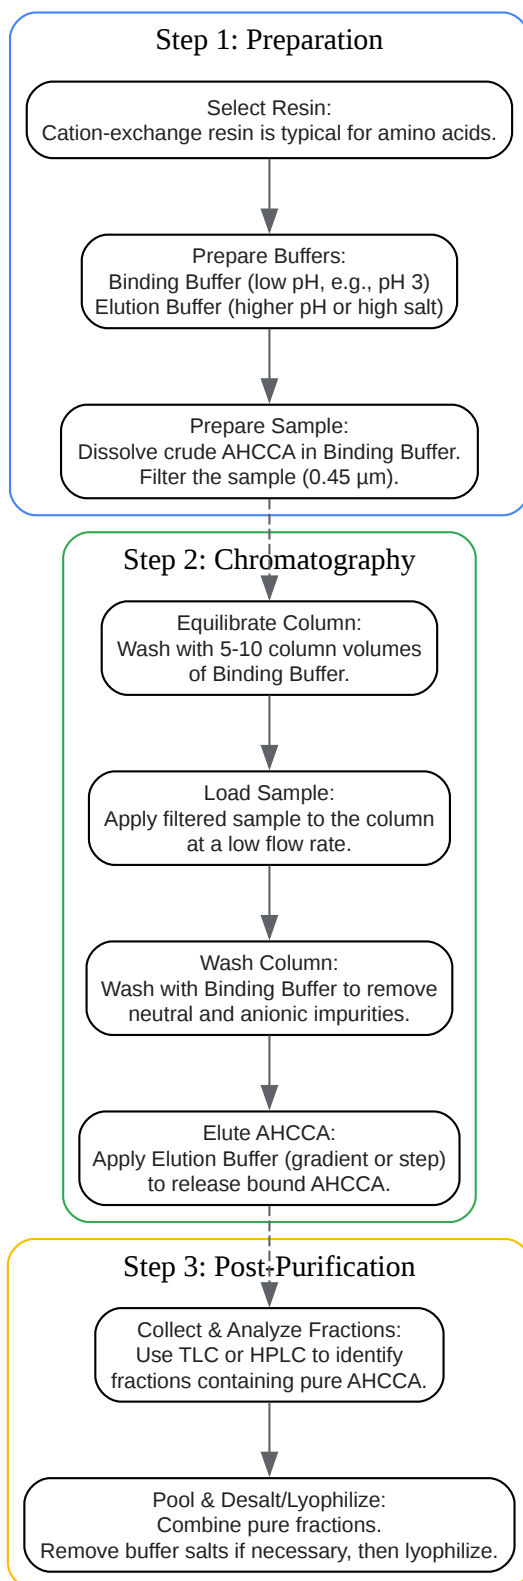 Step 1: Preparation
Select Resin:
Cation-exchange resin is typical for amino acids.
Prepare Buffers:
Binding Buffer (low pH, e.g., pH 3)
Elution Buffer (higher pH or high salt)
Prepare Sample:
Dissolve crude AHCCA in Binding Buffer.
Filter the sample (0.45 µm).
Step 2: Chromatography
Equilibrate Column:
Wash with 5-10 column volumes
of Binding Buffer.
Load Sample:
Apply filtered sample to the column
at a low flow rate.
Wash Column:
Wash with Binding Buffer to remove
neutral and anionic impurities.
Elute AHCCA:
Apply Elution Buffer (gradient or step)
to release bound AHCCA.
Step 3: Post-Purification
Collect & Analyze Fractions:
Use TLC or HPLC to identify
fractions containing pure AHCCA.
Pool & Desalt/Lyophilize:
Combine pure fractions.
Remove buffer salts if necessary, then lyophilize.